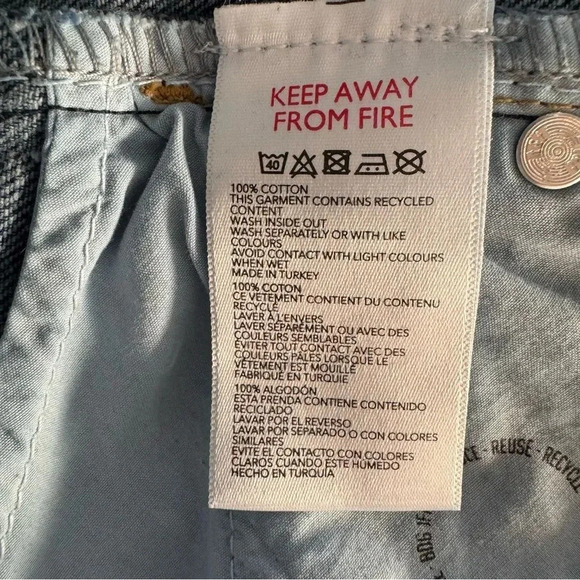 KEEP AWAY
FROM FIRE
40
100% COTTON
THIS GARMENT CONTAINS RECYCLED
CONTENT
WASH INSIDE OUT
WASH SEPARATELY OR WITH LIKE
COLOURS
AVOID CONTACT WITH LIGHT COLOURS
WHEN WET
MADE IN TURKEY
100% COTON
CE VÊTEMENT CONTIENT DU CONTENU
RECYCLÉ
LAVER À L'ENVERS
LAVER SÉPARÉMENT OU AVEC DES
COULEURS SEMBLABLES
ÉVITER TOUT CONTACT AVEC DES
COULEURS PÂLES LORSQUE LE
VÊTEMENT EST MOUILLÉ
FABRIQUÉ EN TURQUIE
100% ALGODÓN
ESTA PRENDA CONTIENE CONTENIDO
RECICLADO
LAVAR POR EL REVERSO
LAVAR POR SEPARADO O CON COLORES
SIMILARES
EVITE EL CONTACTO CON COLORES
CLAROS CUANDO ESTÉ HÚMEDO
HECHO EN TURQUÍA
- REUSE - RECYCLE
BDG